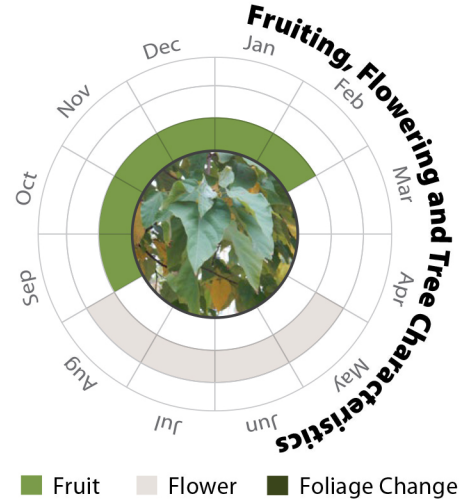 Fruiting, Flowering and Tree Characteristics
Jan
Feb
Mar
Apr
May
Jun
Jul
Aug
Sep
Oct
Nov
Dec
Fruit
Flower
Foliage Change